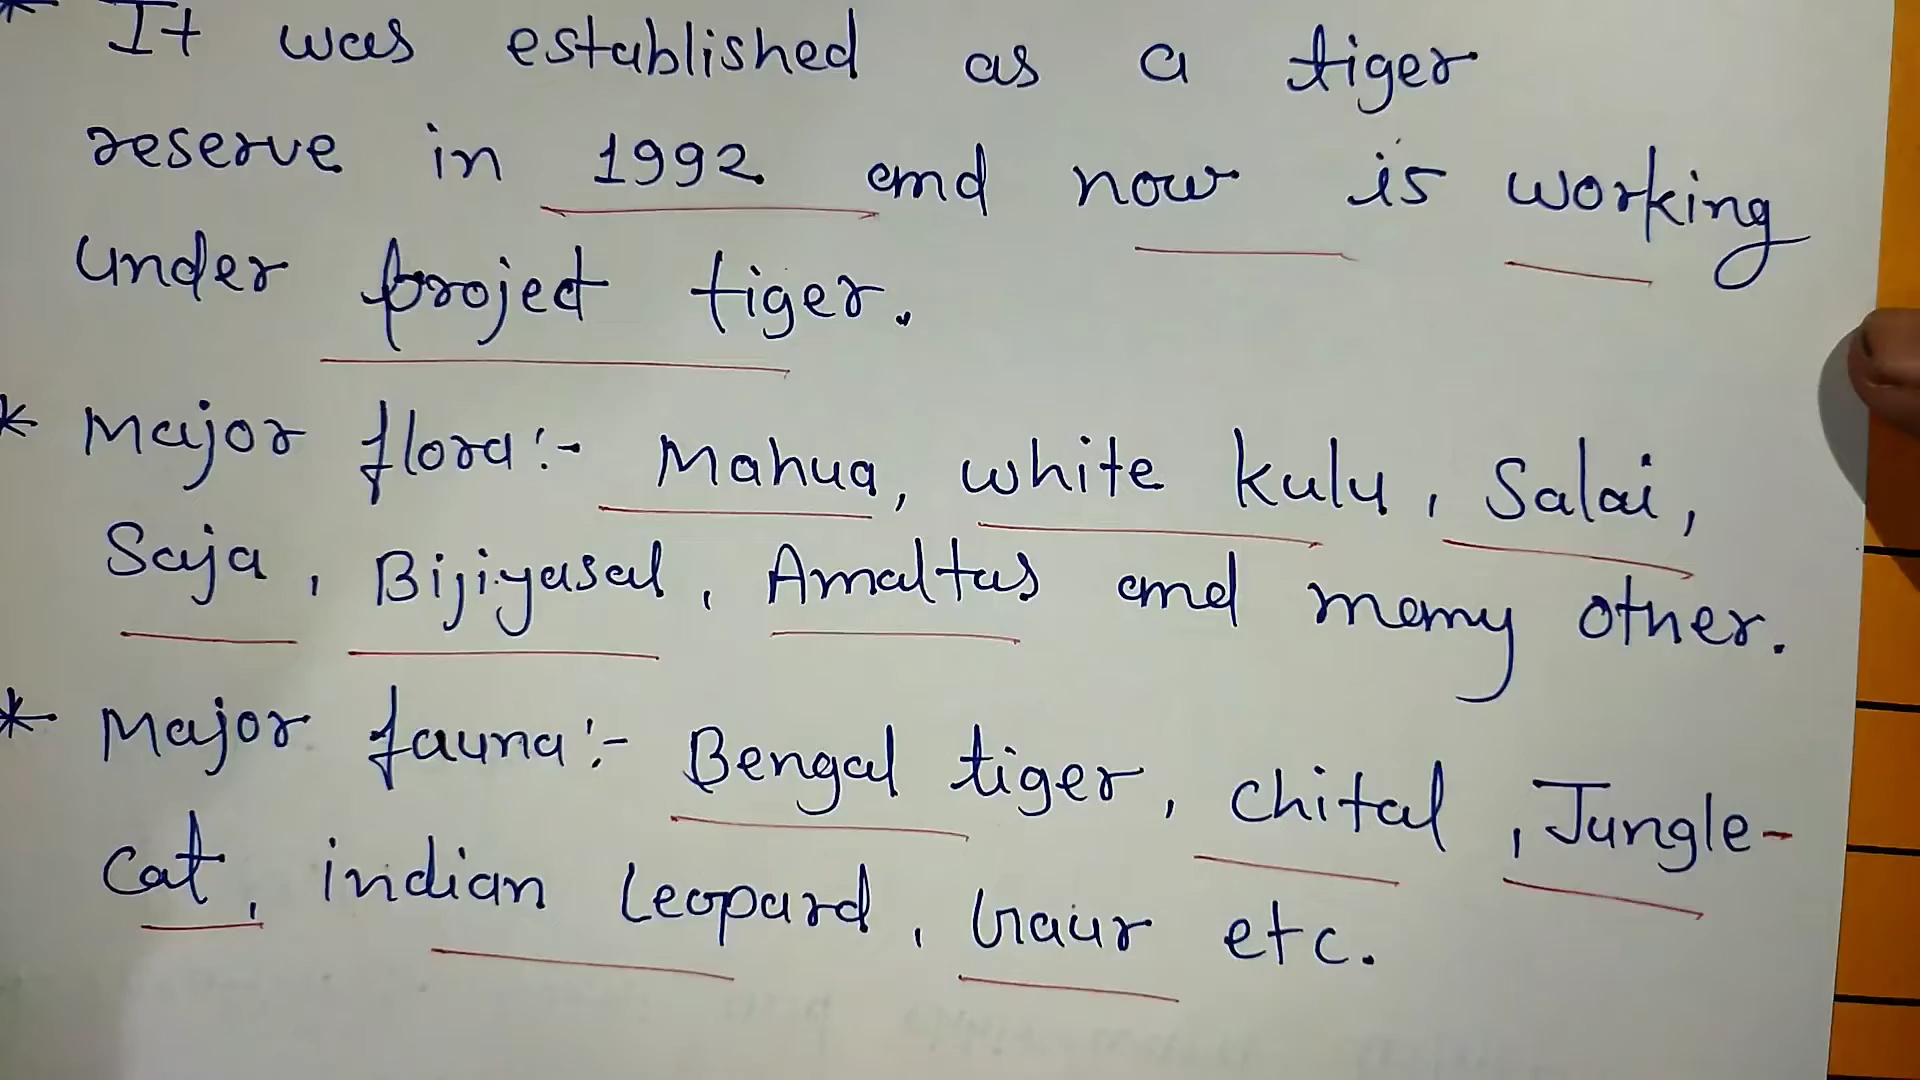 * It was established as a tiger
reserve in 1992 and now is working
under project tiger.
* Major flora:- Mahua, white kulu, Salai,
Saja, Bijiyasal, Amaltas and many other.
* Major fauna:- Bengal tiger, chital, Jungle-
cat, indian leopard, Gaur etc.